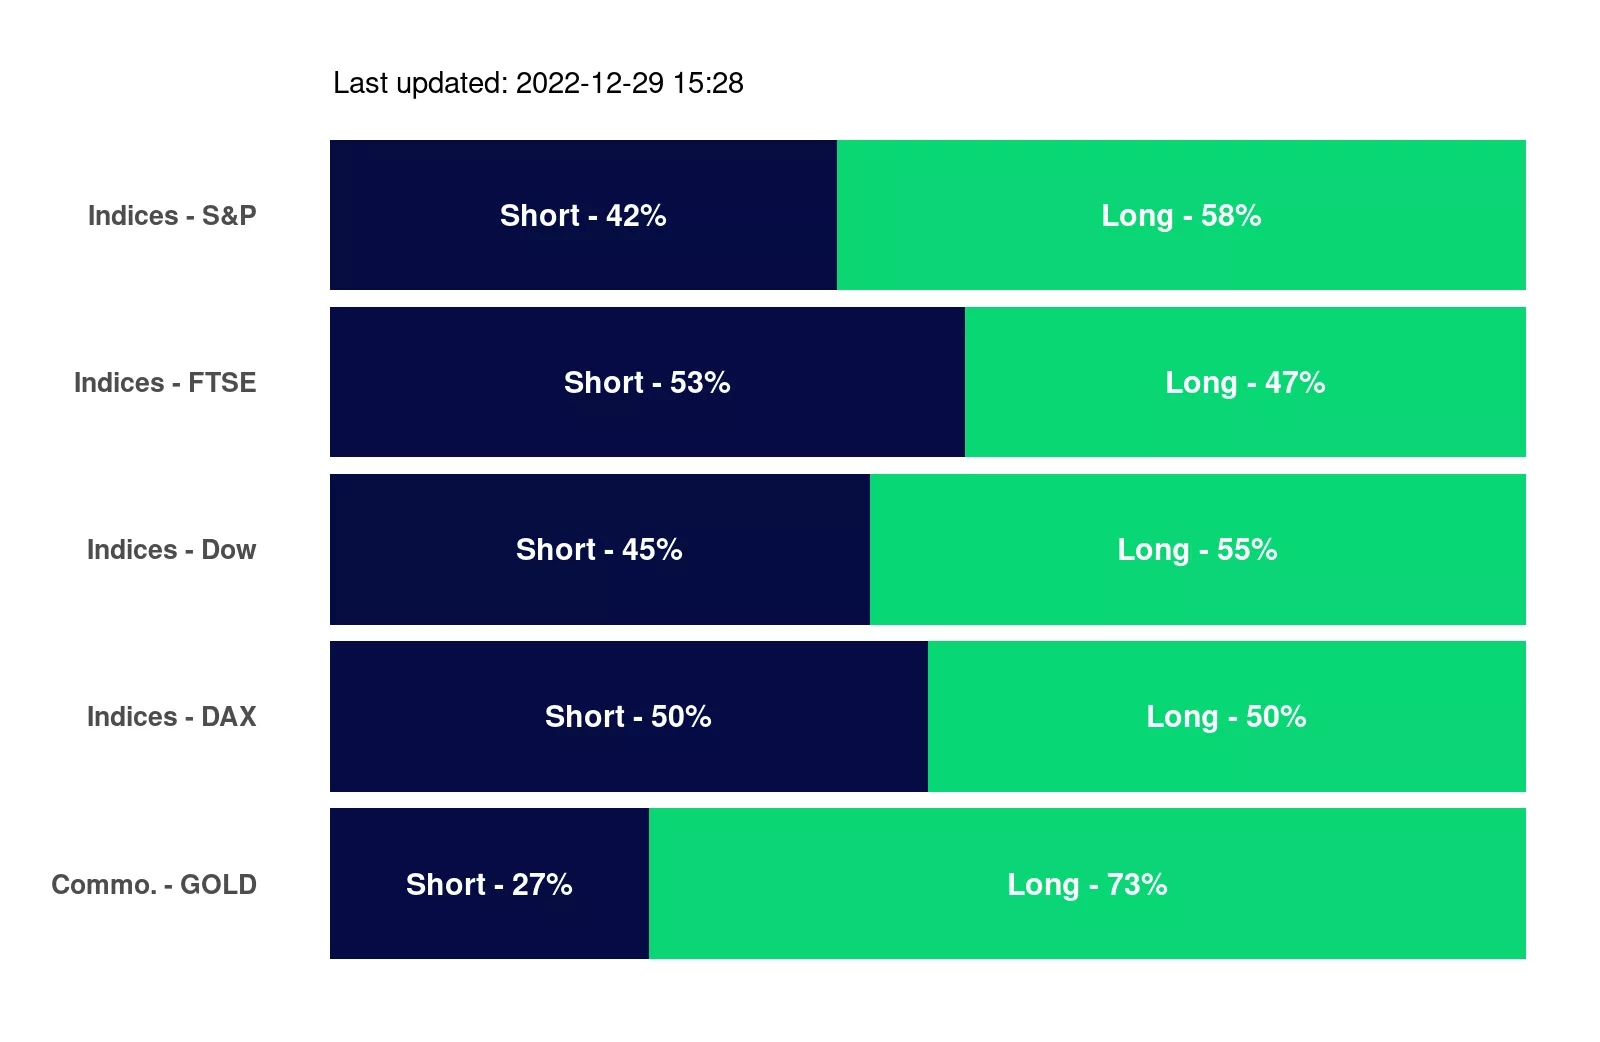 Last updated: 2022-12-29 15:28
Indices - S&P Short - 42% Long - 58%
Indices - FTSE Short - 53% Long - 47%
Indices - Dow Short - 45% Long - 55%
Indices - DAX Short - 50% Long - 50%
Commo. - GOLD Short - 27% Long - 73%